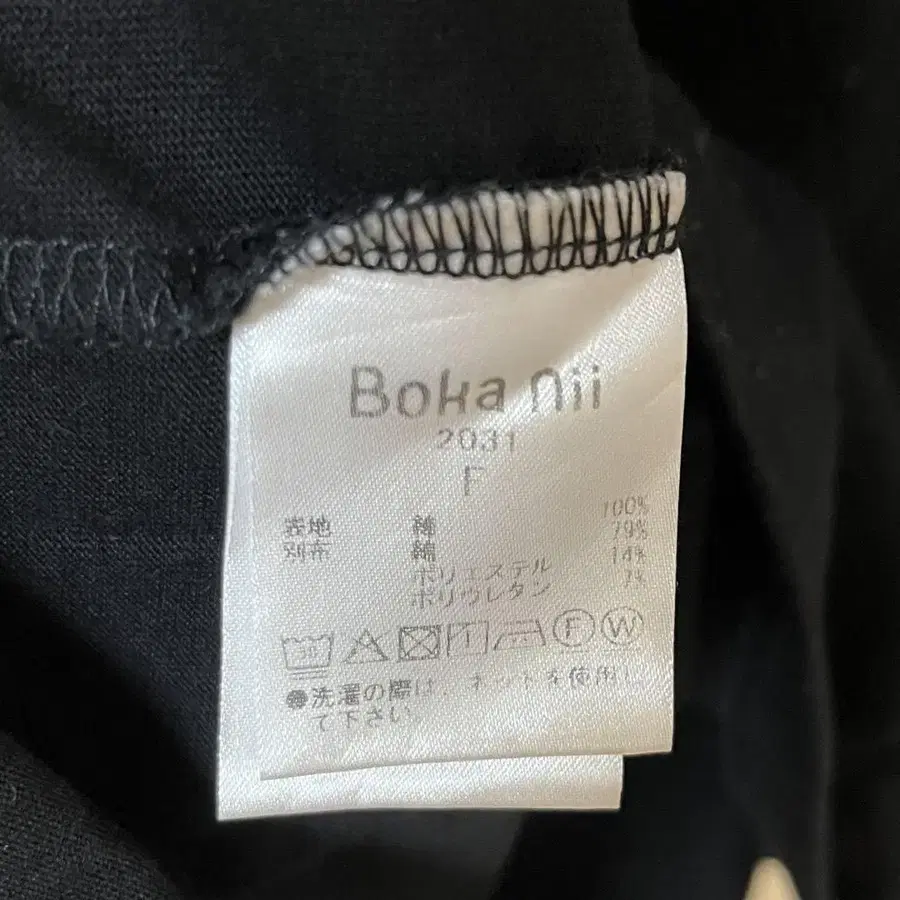 Boka nii
2031
F
表地 綿 100%
別布 綿 79%
ポリエステル 14%
ポリウレタン 7%
30
F W
●洗濯の際は、ネットを使用し
て下さい